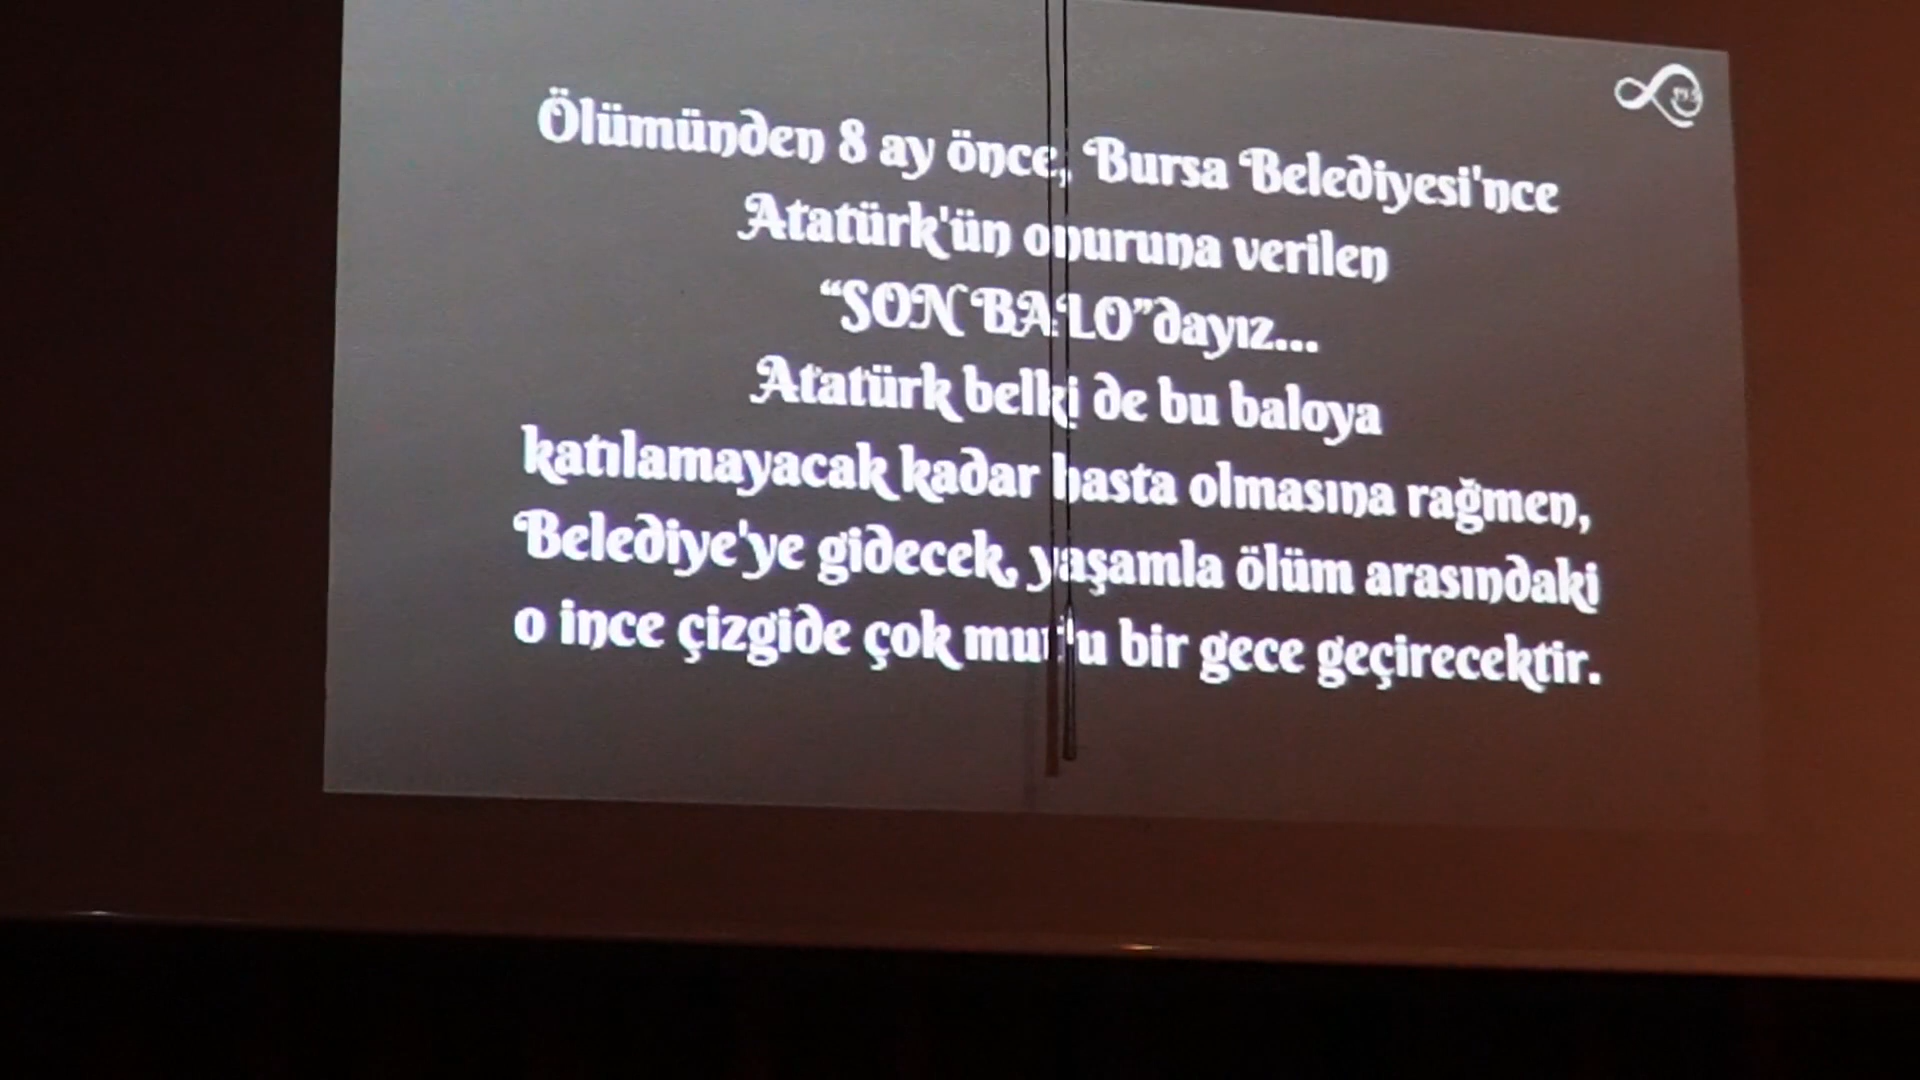 Ölümünden 8 ay önce, Bursa Belediyesi'nce
Atatürk'ün onuruna verilen
“SON BALO”dayız...
Atatürk belki de bu baloya
katılamayacak kadar hasta olmasına rağmen,
Belediye'ye gidecek, yaşamla ölüm arasındaki
o ince çizgide çok mutlu bir gece geçirecektir.